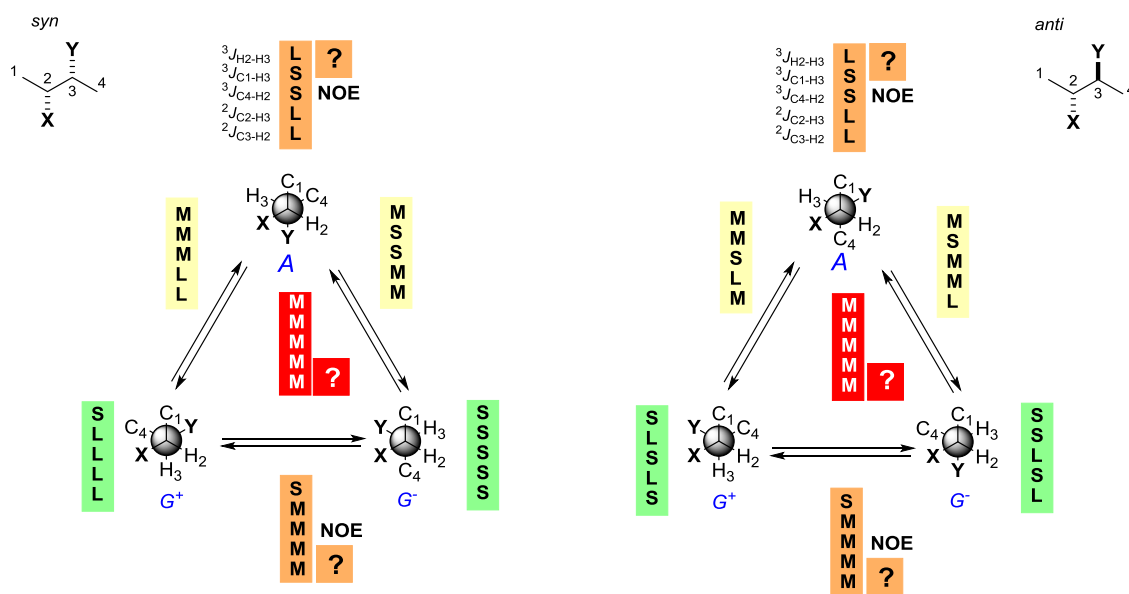 syn
Y
1
2
3
4
X
³J H2-H3
³J C1-H3
³J C4-H2
²J C2-H3
²J C3-H2
L
S
S
L
L
?
NOE
C1
H3
C4
X
H2
Y
A
M
M
M
L
L
M
S
S
M
M
M
M
M
M
M
?
S
L
L
L
L
C1
C4
Y
X
H2
H3
G+
C1
Y
H3
X
H2
C4
G-
S
S
S
S
S
S
M
M
M
M
NOE
?
anti
Y
1
2
3
4
X
³J H2-H3
³J C1-H3
³J C4-H2
²J C2-H3
²J C3-H2
L
S
S
L
L
?
NOE
C1
H3
Y
X
H2
C4
A
M
M
S
L
M
M
S
M
M
L
M
M
M
M
M
?
S
L
S
L
S
C1
Y
C4
X
H2
H3
G+
C1
C4
H3
X
H2
Y
G-
S
S
L
S
L
S
M
M
M
M
NOE
?